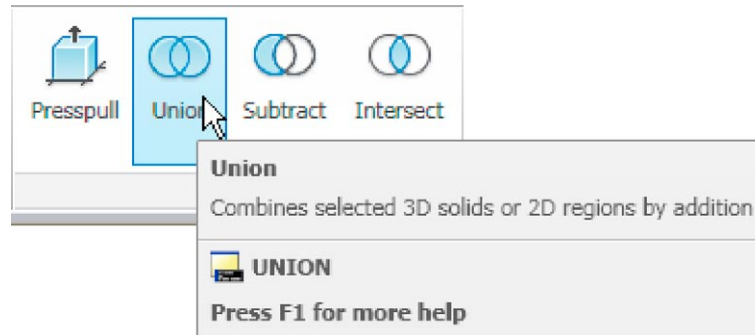 Presspull Union Subtract Intersect
Union
Combines selected 3D solids or 2D regions by addition
UNION
Press F1 for more help